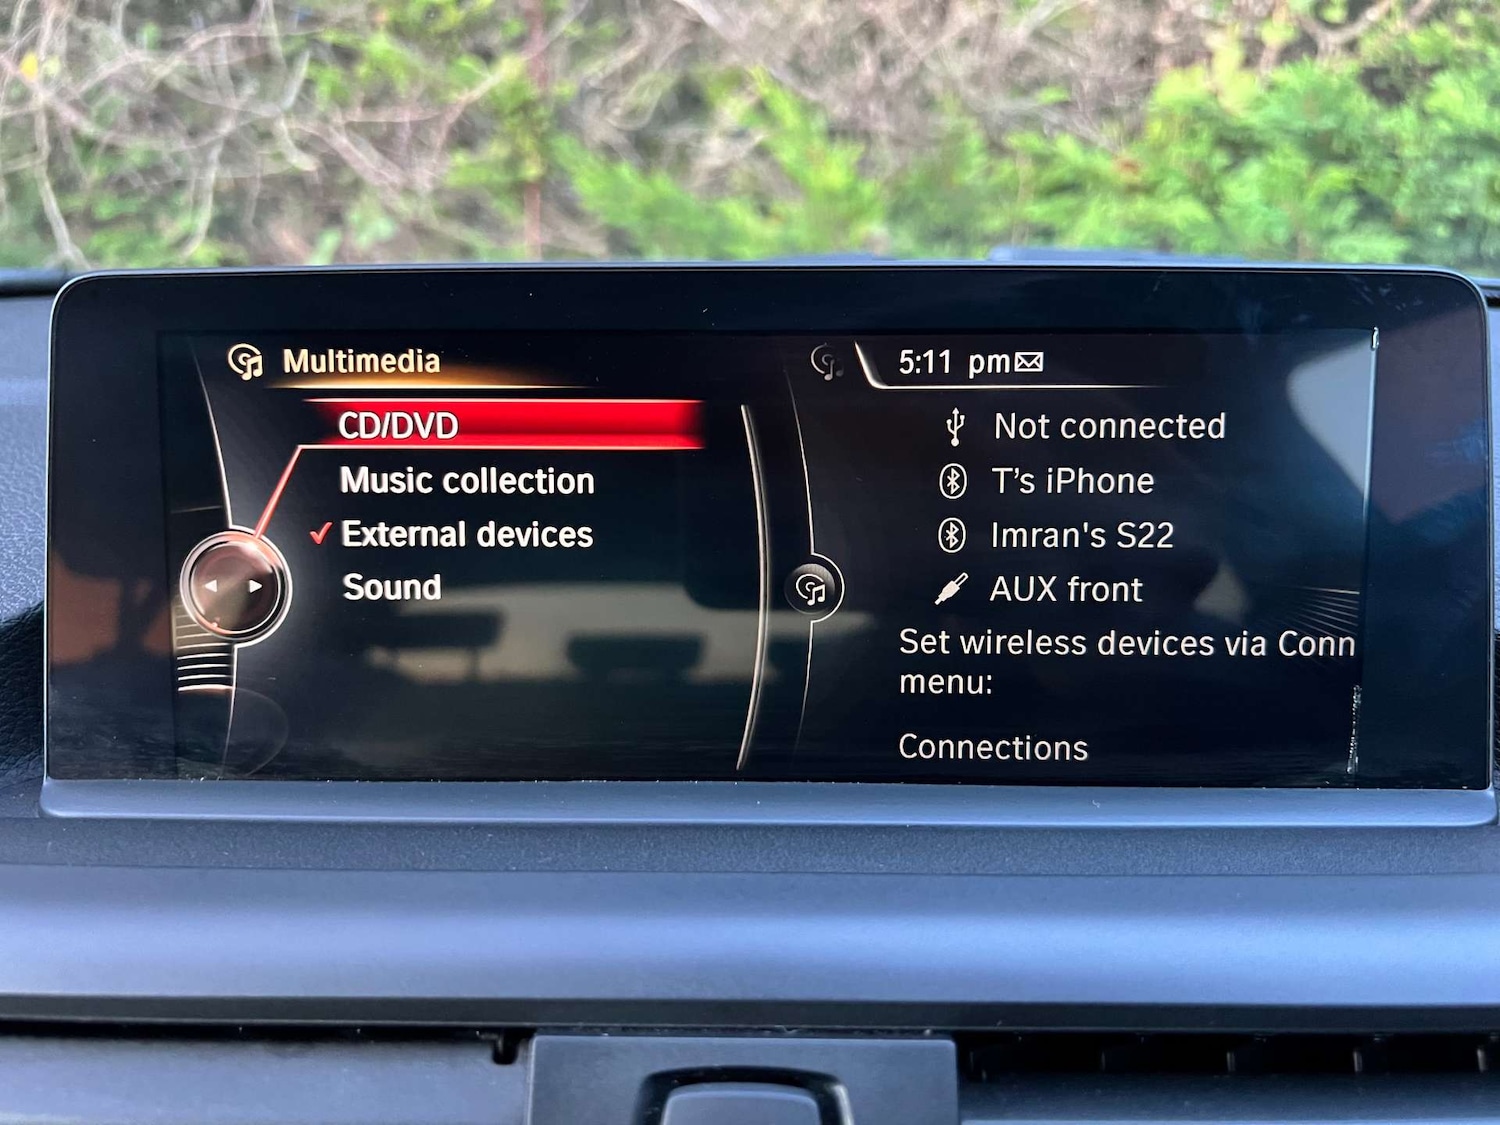 Multimedia
CD/DVD
Music collection
External devices
Sound
5:11 pm
Not connected
T's iPhone
Imran's S22
AUX front
Set wireless devices via Conn
menu:
Connections